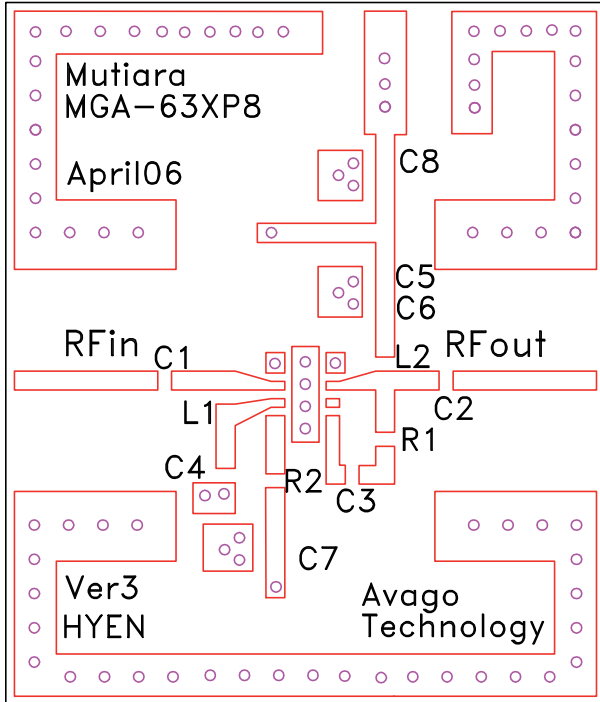 Mutiara
MGA-63XP8
April06
C8
C5
C6
RFin
C1
L2
RFout
L1
C2
R1
C4
R2
C3
C7
Ver3
HYEN
Avago
Technology